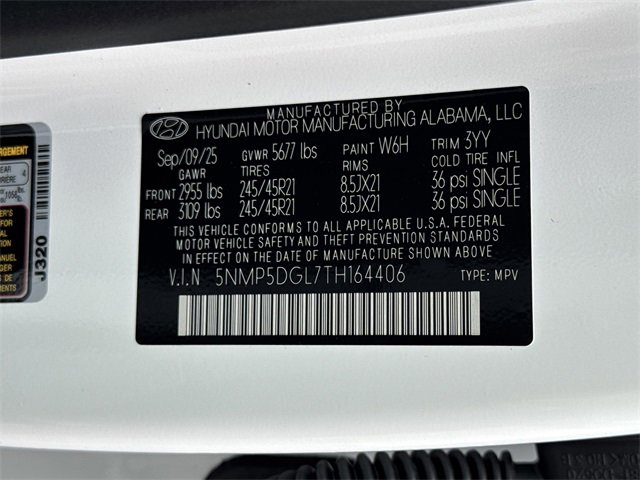 MANUFACTURED BY
HYUNDAI MOTOR MANUFACTURING ALABAMA, LLC
Sep/09/25 GVWR 5677 lbs PAINT W6H TRIM 3YY
GAWR TIRES RIMS COLD TIRE INFL
FRONT 2955 lbs 245/45R21 8.5JX21 36 psi SINGLE
REAR 3109 lbs 245/45R21 8.5JX21 36 psi SINGLE
THIS VEHICLE CONFORMS TO ALL APPLICABLE U.S.A. FEDERAL
MOTOR VEHICLE SAFETY AND THEFT PREVENTION STANDARDS
IN EFFECT ON THE DATE OF MANUFACTURE SHOWN ABOVE
V.I.N 5NMP5DGL7TH164406 TYPE: MPV
J320